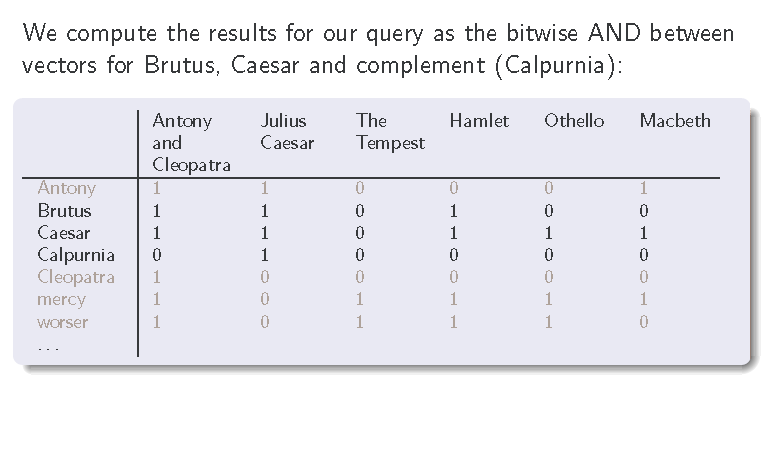 We compute the results for our query as the bitwise AND between
vectors for Brutus, Caesar and complement (Calpurnia):
Antony and Cleopatra Julius Caesar The Tempest Hamlet Othello Macbeth
Antony 1 1 0 0 0 1
Brutus 1 1 0 1 0 0
Caesar 1 1 0 1 1 1
Calpurnia 0 1 0 0 0 0
Cleopatra 1 0 0 0 0 0
mercy 1 0 1 1 1 1
worser 1 0 1 1 1 0
...